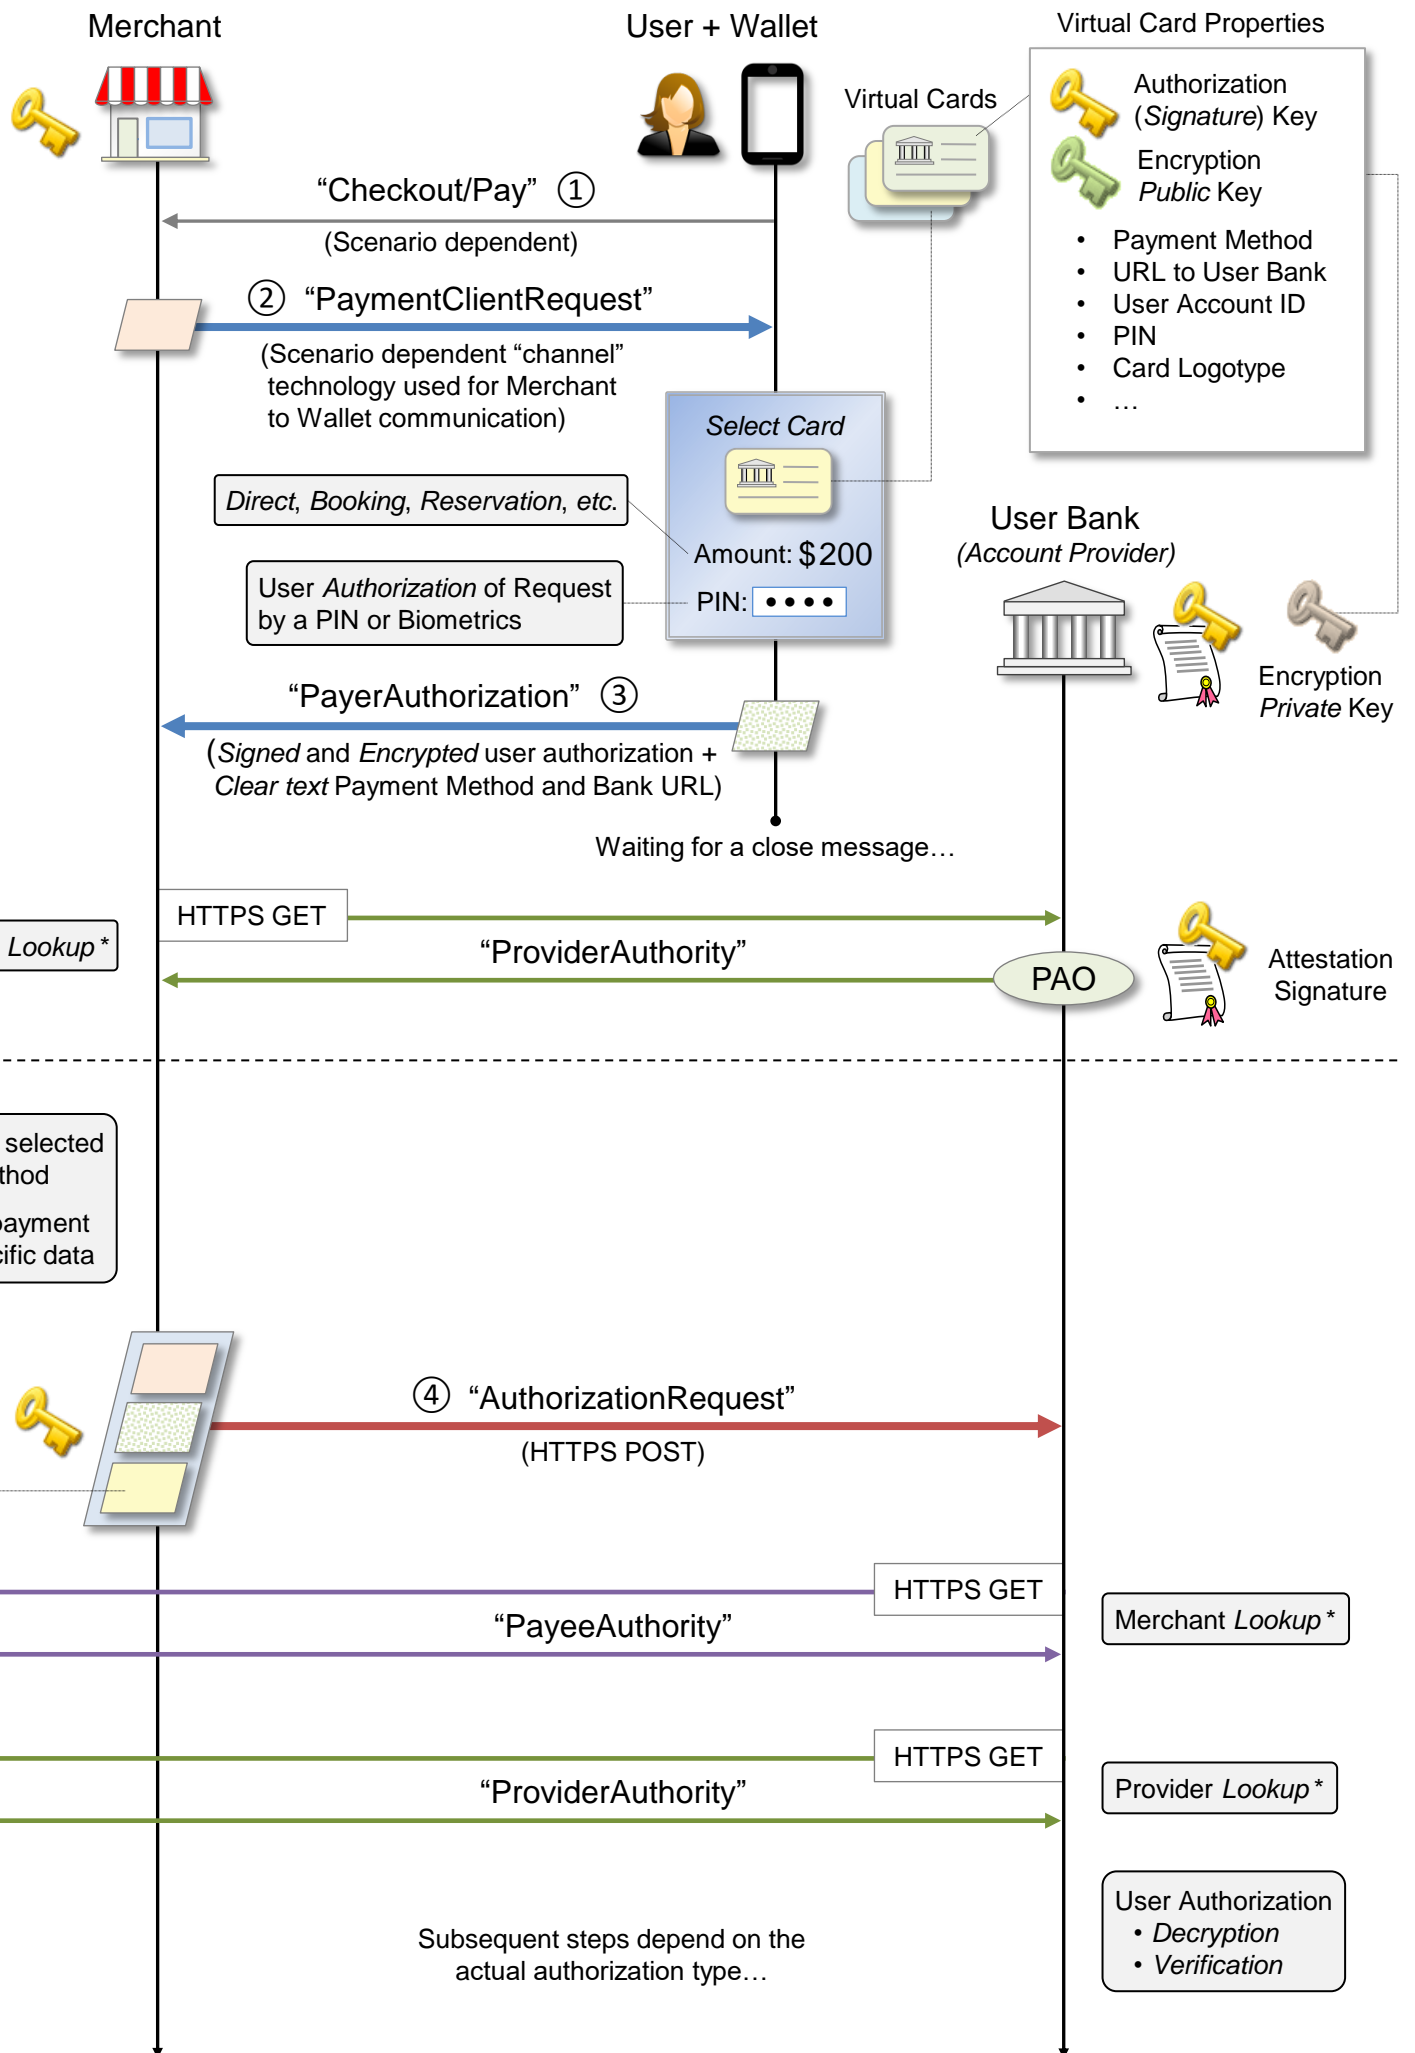 Merchant
User + Wallet
Virtual Card Properties
Virtual Cards
Authorization
(Signature) Key
Encryption
Public Key
• Payment Method
• URL to User Bank
• User Account ID
• PIN
• Card Logotype
• …
“Checkout/Pay” ①
(Scenario dependent)
② “PaymentClientRequest”
(Scenario dependent “channel”
technology used for Merchant
to Wallet communication)
Select Card
Direct, Booking, Reservation, etc.
Amount: $200
User Authorization of Request
by a PIN or Biometrics
PIN: ••••
User Bank
(Account Provider)
Encryption
Private Key
“PayerAuthorization” ③
(Signed and Encrypted user authorization +
Clear text Payment Method and Bank URL)
Waiting for a close message…
HTTPS GET
Lookup *
“ProviderAuthority”
PAO
Attestation
Signature
selected
thod
payment
cific data
④ “AuthorizationRequest”
(HTTPS POST)
HTTPS GET
“PayeeAuthority”
Merchant Lookup *
HTTPS GET
“ProviderAuthority”
Provider Lookup *
User Authorization
• Decryption
• Verification
Subsequent steps depend on the
actual authorization type…